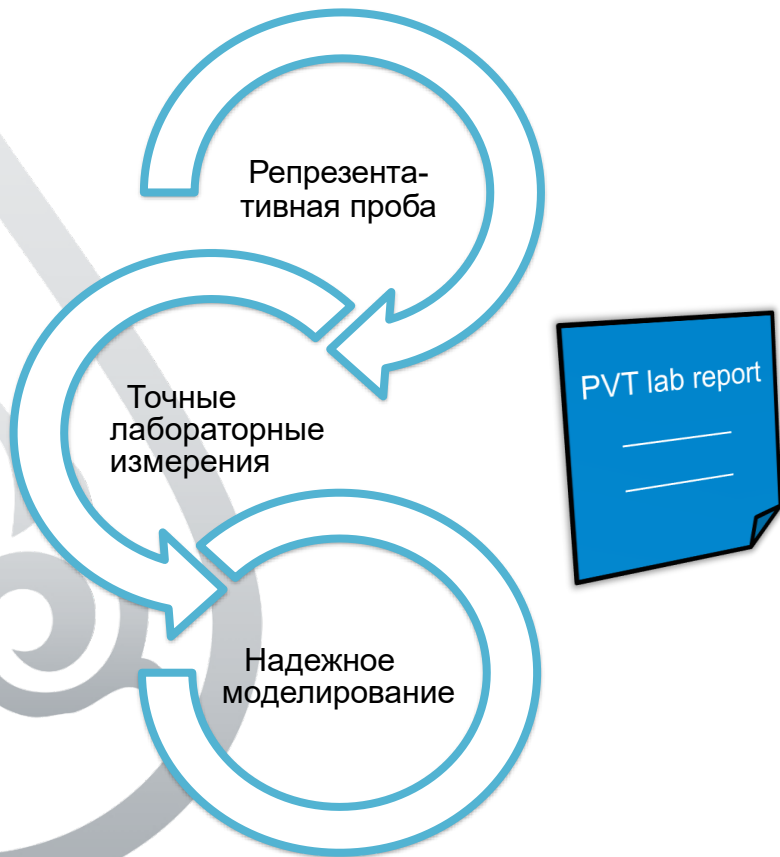 Репрезента-
тивная проба
Точные
лабораторные
измерения
PVT lab report
Надежное
моделирование